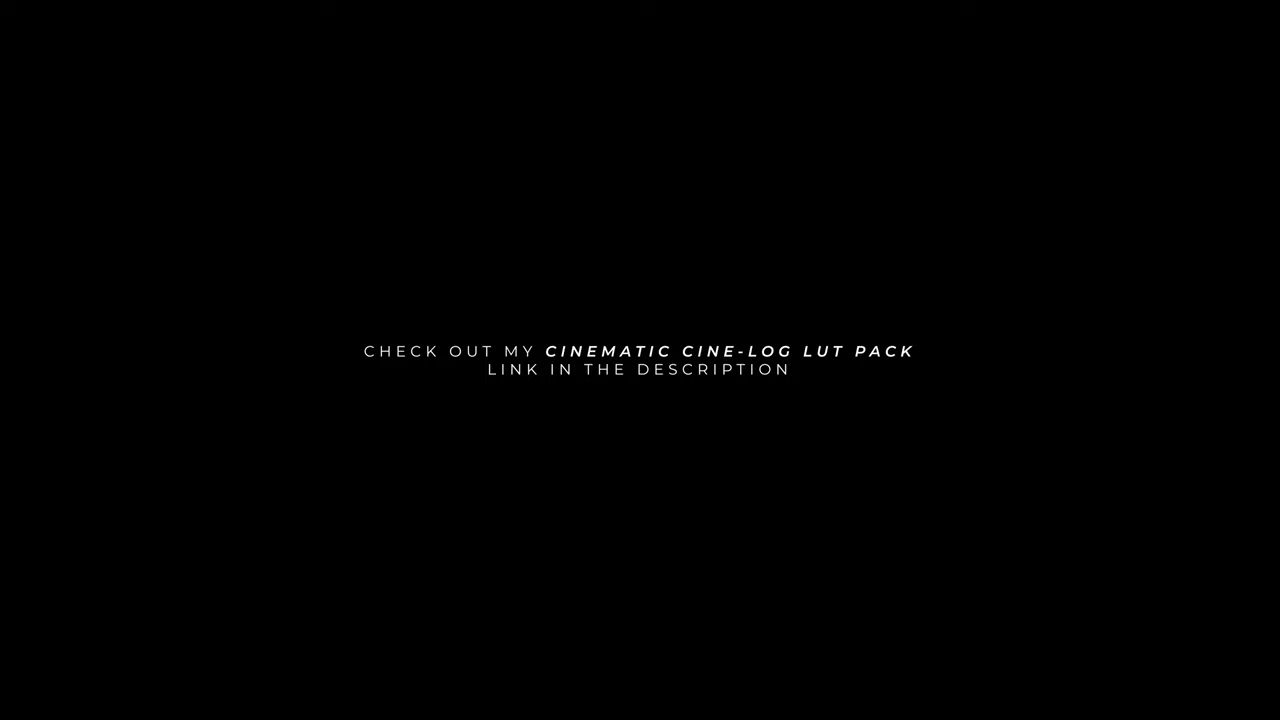 CHECK OUT MY CINEMATIC CINE-LOG LUT PACK
LINK IN THE DESCRIPTION